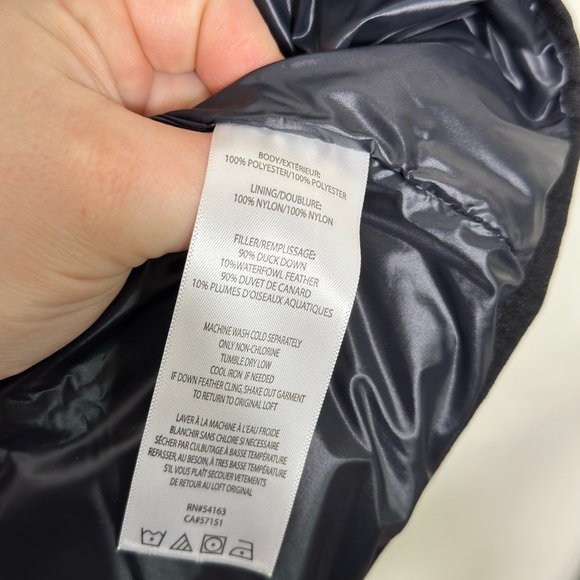 BODY/EXTÉRIEUR:
100% POLYESTER/100% POLYESTER
LINING/DOUBLURE:
100% NYLON/100% NYLON
FILLER/REMPLISSAGE:
90% DUCK DOWN
10%WATERFOWL FEATHER
90% DUVET DE CANARD
10% PLUMES D'OISEAUX AQUATIQUES
MACHINE WASH COLD SEPARATELY
ONLY NON-CHLORINE
TUMBLE DRY LOW
COOL IRON IF NEEDED
IF DOWN FEATHER CLING, SHAKE OUT GARMENT
TO RETURN TO ORIGINAL LOFT
LAVER À LA MACHINE À L'EAU FROIDE
BLANCHIR SANS CHLORE SI NECESSAIRE
SÉCHER PAR CULBUTAGE À BASSE TEMPÉRATURE
REPASSER, AU BESOIN, À TRES BASSE TEMPÉRATURE
S'IL VOUS PLAÎT SECOUER VETEMENTS
DE LOFT AU RETOUR ORIGINAL
RN#54163
CA#57151